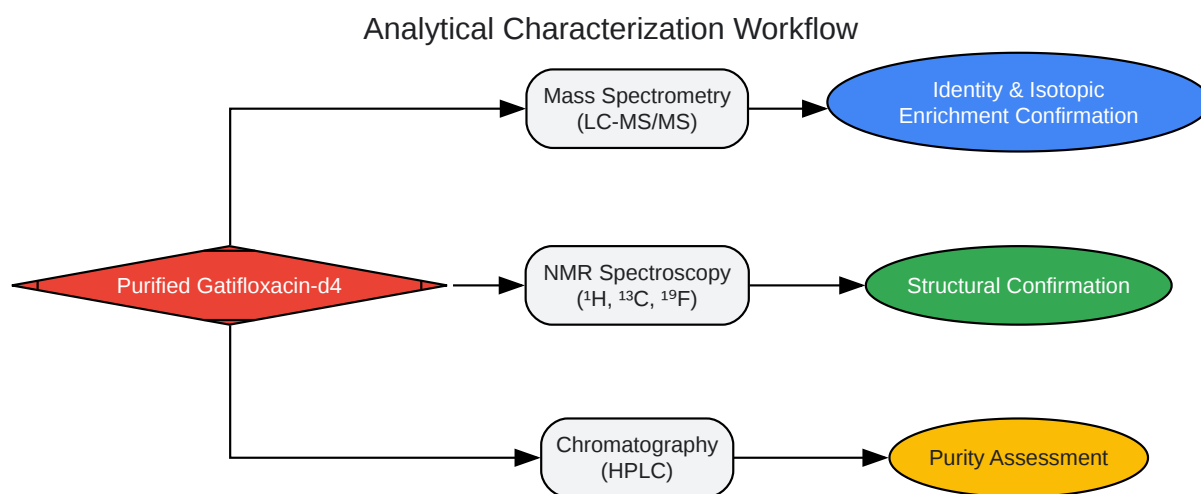 Analytical Characterization Workflow
Mass Spectrometry
(LC-MS/MS)
Identity & Isotopic
Enrichment Confirmation
Purified Gatifloxacin-d4
NMR Spectroscopy
(¹H, ¹³C, ¹⁹F)
Structural Confirmation
Chromatography
(HPLC)
Purity Assessment